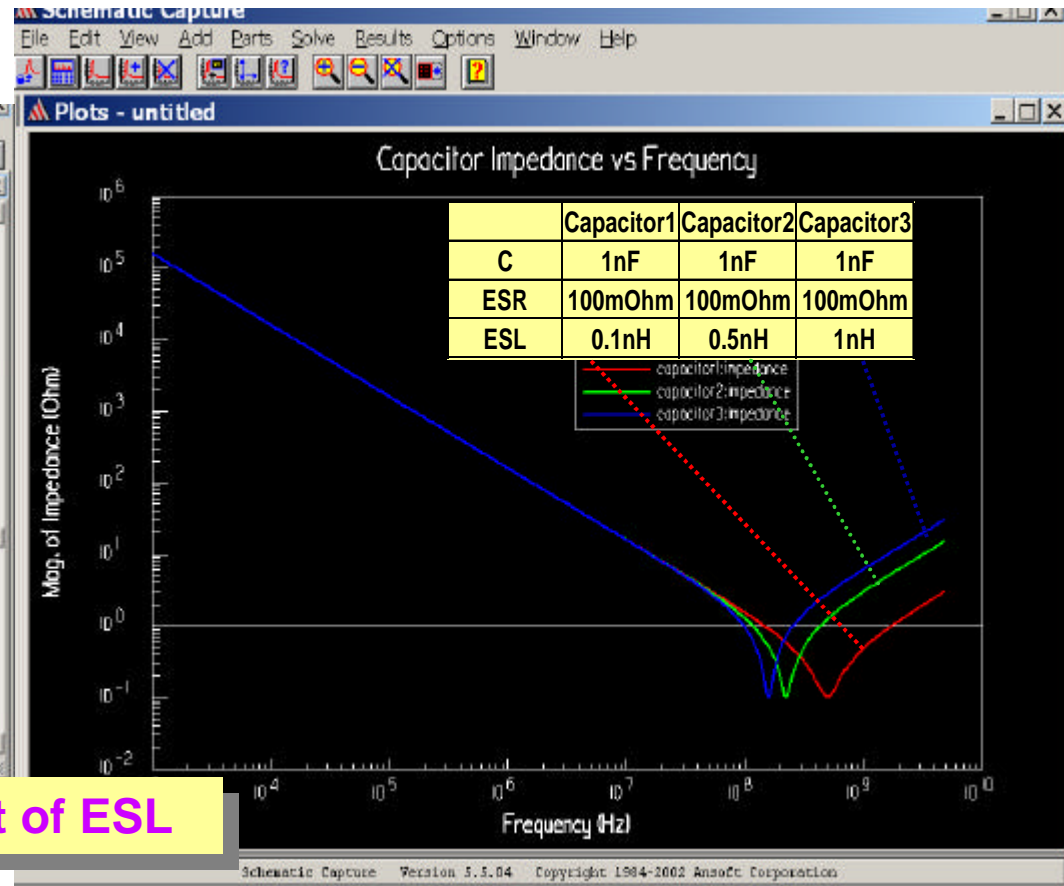 Schematic Capture
File Edit View Add Parts Solve Results Options Window Help
Plots - untitled
Capacitor Impedance vs Frequency
Capacitor1 Capacitor2 Capacitor3
C 1nF 1nF 1nF
ESR 100mOhm 100mOhm 100mOhm
ESL 0.1nH 0.5nH 1nH
capacitor1:impedance
capacitor2:impedance
capacitor3:impedance
Mag. of Impedance (Ohm)
10^6
10^5
10^4
10^3
10^2
10^1
10^0
10^-1
10^-2
10^4 10^5 10^6 10^7 10^8 10^9 10^10
Frequency (Hz)
of ESL
Schematic Capture Version 5.5.04 Copyright 1984-2002 Ansoft Corporation